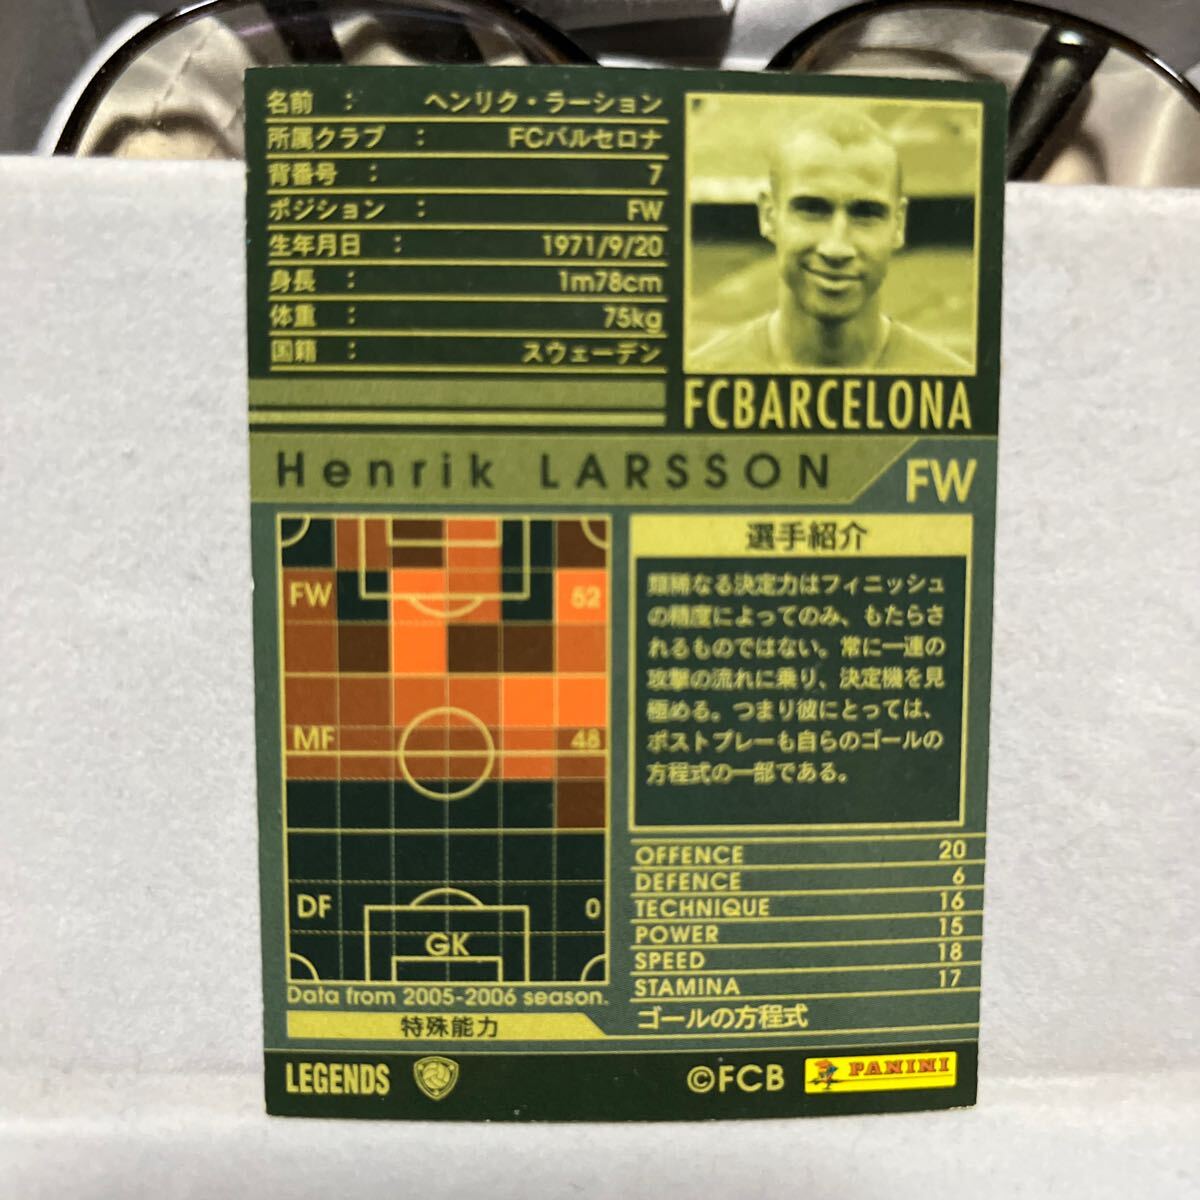 名前 : ヘンリク・ラーション
所属クラブ : FCバルセロナ
背番号 : 7
ポジション : FW
生年月日 : 1971/9/20
身長 : 1m78cm
体重 : 75kg
国籍 : スウェーデン
FCBARCELONA
Henrik LARSSON
FW
FW 52
MF 48
DF 0
GK
Data from 2005-2006 season.
選手紹介
類稀なる決定力はフィニッシュ
の精度によってのみ、もたらさ
れるものではない。常に一連の
攻撃の流れに乗り、決定機を見
極める。つまり彼にとっては、
ポストプレーも自らのゴールの
方程式の一部である。
OFFENCE 20
DEFENCE 6
TECHNIQUE 16
POWER 15
SPEED 18
STAMINA 17
特殊能力
ゴールの方程式
LEGENDS
©FCB
PANINI